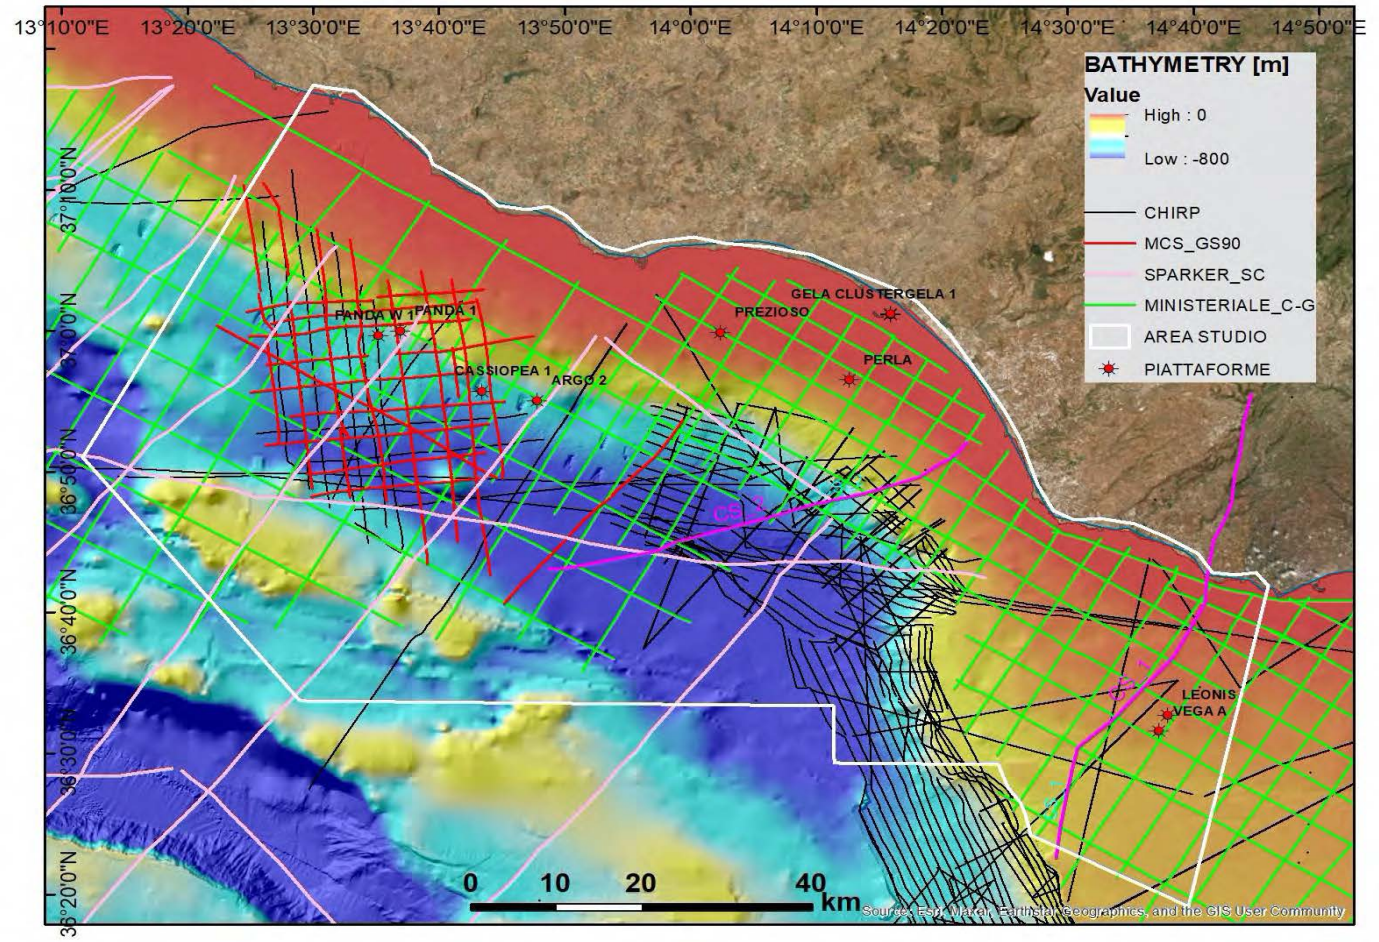 13°10'0"E 13°20'0"E 13°30'0"E 13°40'0"E 13°50'0"E 14°0'0"E 14°10'0"E 14°20'0"E 14°30'0"E 14°40'0"E 14°50'0"E
BATHYMETRY [m]
Value
High : 0
Low : -800
CHIRP
MCS_GS90
SPARKER_SC
MINISTERIALE_C-G
AREA STUDIO
PIATTAFORME
37°10'0"N
37°0'0"N
36°50'0"N
36°40'0"N
36°30'0"N
36°20'0"N
GELA CLUSTERGELA 1
PREZIOSO
PANDA W 1
PANDA 1
PERLA
CASSIOPEA 1
ARGO 2
LEONIS
VEGA A
0 10 20 40
km
Source: Esri, Maxar, Earthstar Geographics, and the GIS User Community